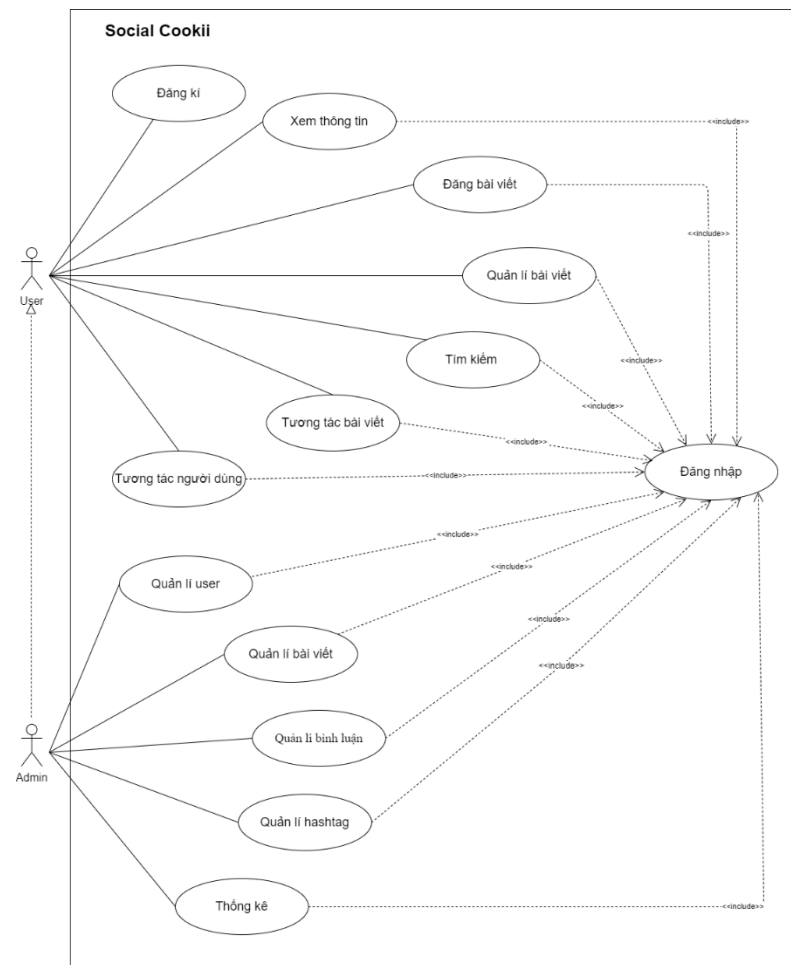 Social Cookii
Đăng kí
Xem thông tin
<<include>>
Đăng bài viết
<<include>>
User
Quản lí bài viết
<<include>>
Tím kiếm
<<include>>
Tương tác bài viết
<<include>>
Tương tác người dùng
<<include>>
Đăng nhập
<<include>>
Quản lí user
<<include>>
Quản lí bài viết
<<include>>
<<include>>
Admin
Quản lí bình luận
Quản lí hashtag
Thống kê
<<include>>